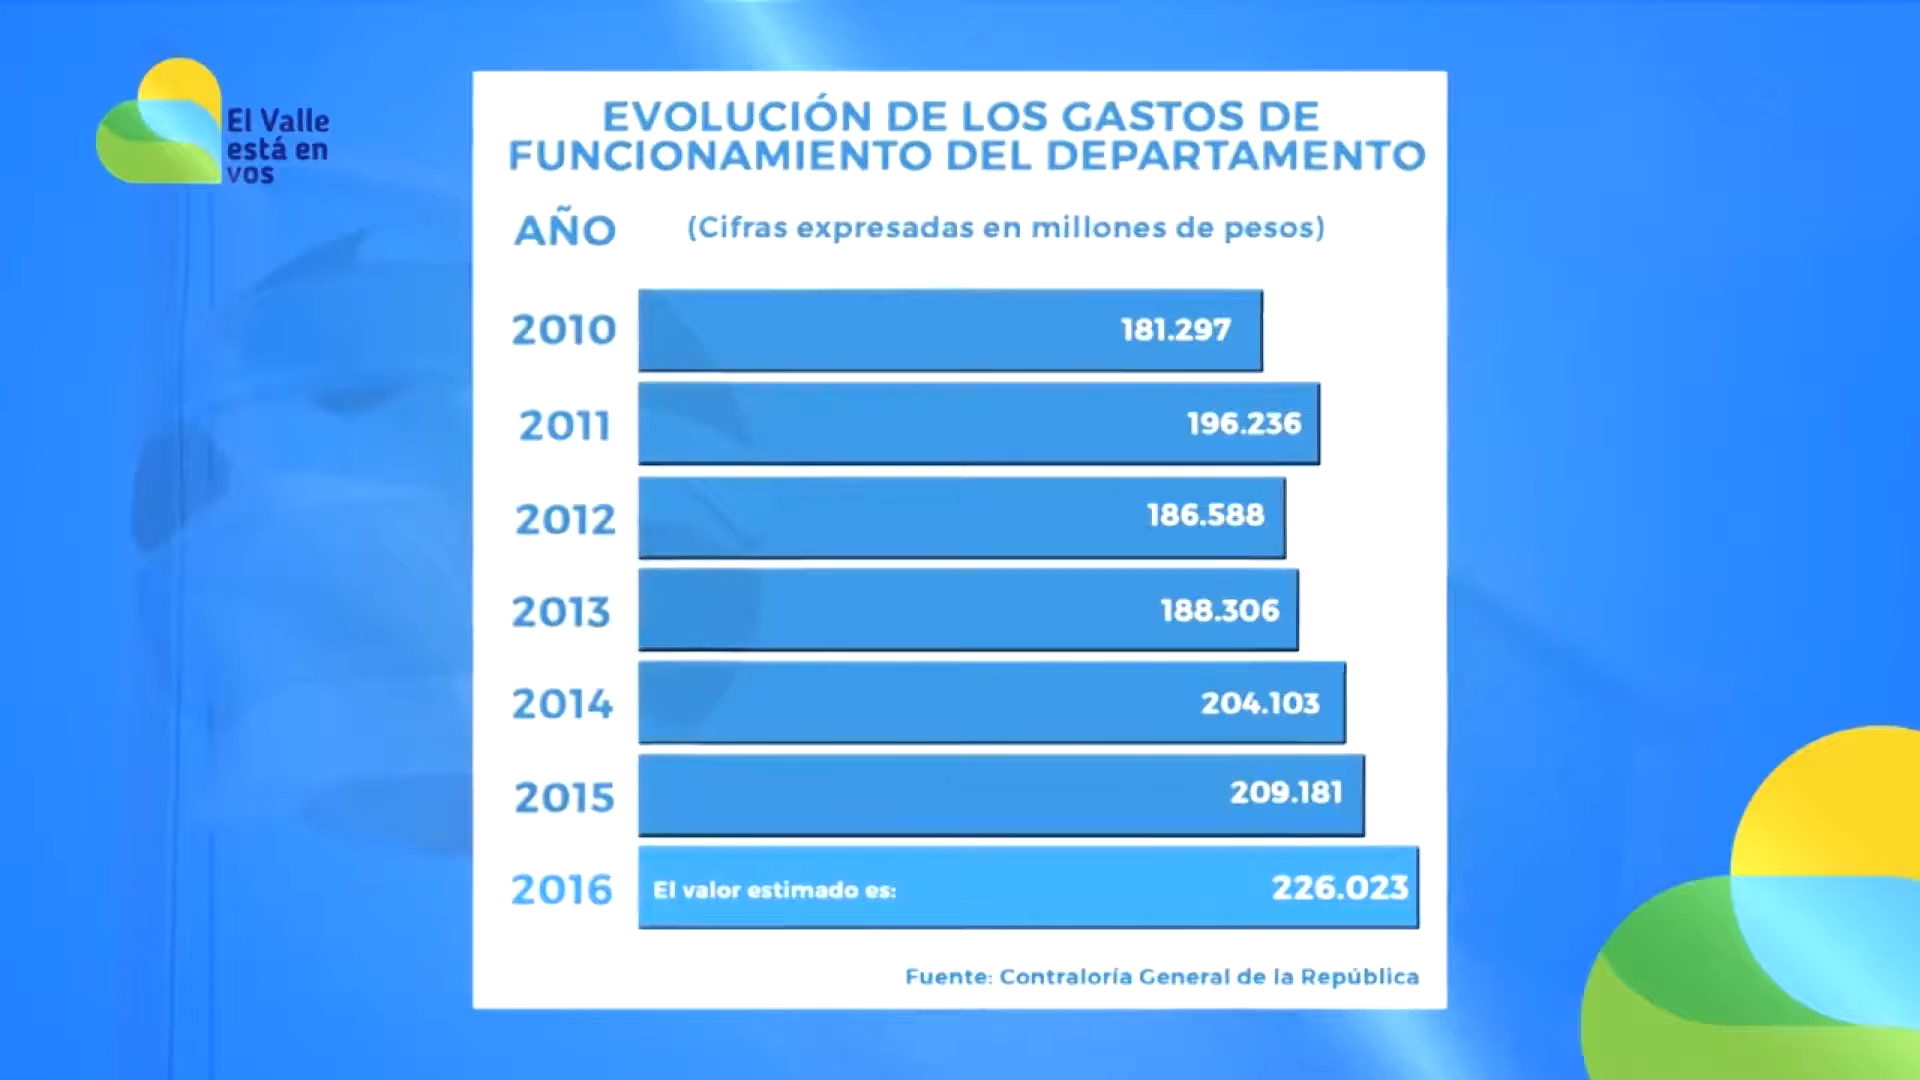 El Valle
está en
vos
EVOLUCIÓN DE LOS GASTOS DE
FUNCIONAMIENTO DEL DEPARTAMENTO
AÑO (Cifras expresadas en millones de pesos)
2010 181.297
2011 196.236
2012 186.588
2013 188.306
2014 204.103
2015 209.181
2016 El valor estimado es: 226.023
Fuente: Contraloría General de la República